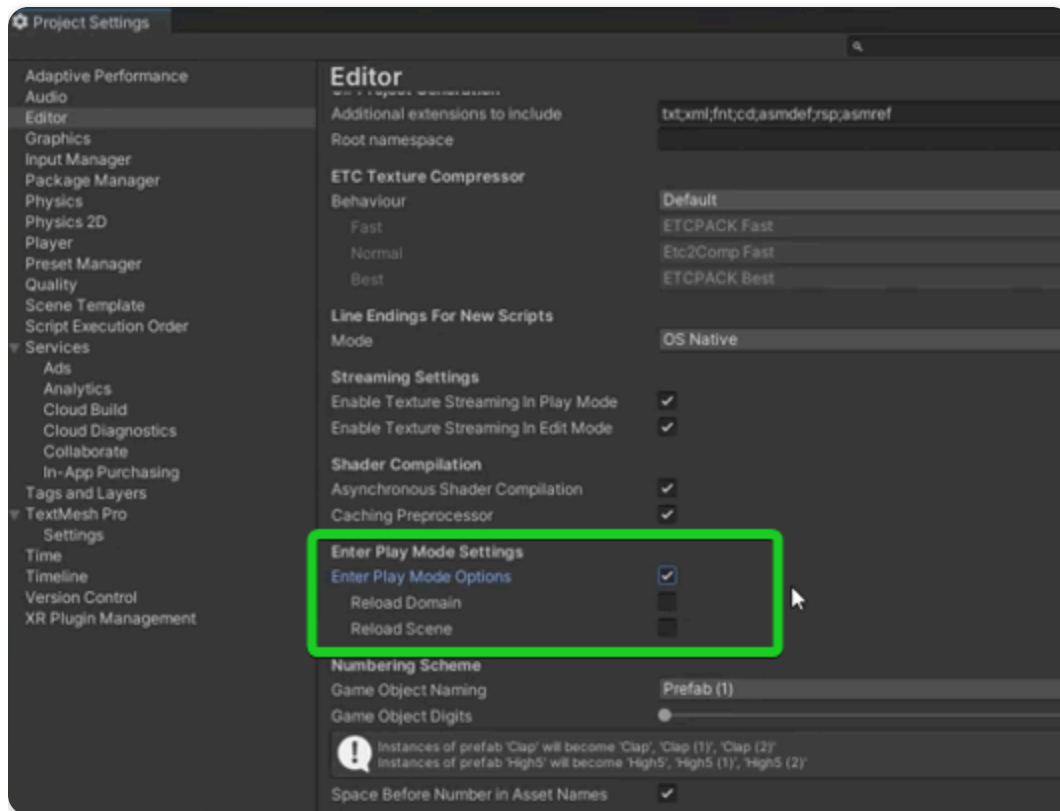 Project Settings
Adaptive Performance
Audio
Editor
Graphics
Input Manager
Package Manager
Physics
Physics 2D
Player
Preset Manager
Quality
Scene Template
Script Execution Order
Services
Ads
Analytics
Cloud Build
Cloud Diagnostics
Collaborate
In-App Purchasing
Tags and Layers
TextMesh Pro
Settings
Time
Timeline
Version Control
XR Plugin Management
Editor
Additional extensions to include txt;xml;fnt;cd;asmdef;rsp;asmref
Root namespace
ETC Texture Compressor
Behaviour Default
Fast ETCPACK Fast
Normal Etc2Comp Fast
Best ETCPACK Best
Line Endings For New Scripts
Mode OS Native
Streaming Settings
Enable Texture Streaming In Play Mode
Enable Texture Streaming In Edit Mode
Shader Compilation
Asynchronous Shader Compilation
Caching Preprocessor
Enter Play Mode Settings
Enter Play Mode Options
Reload Domain
Reload Scene
Numbering Scheme
Game Object Naming Prefab (1)
Game Object Digits
Instances of prefab 'Clap' will become 'Clap', 'Clap (1)', 'Clap (2)'
Instances of prefab 'High5' will become 'High5', 'High5 (1)', 'High5 (2)'
Space Before Number in Asset Names